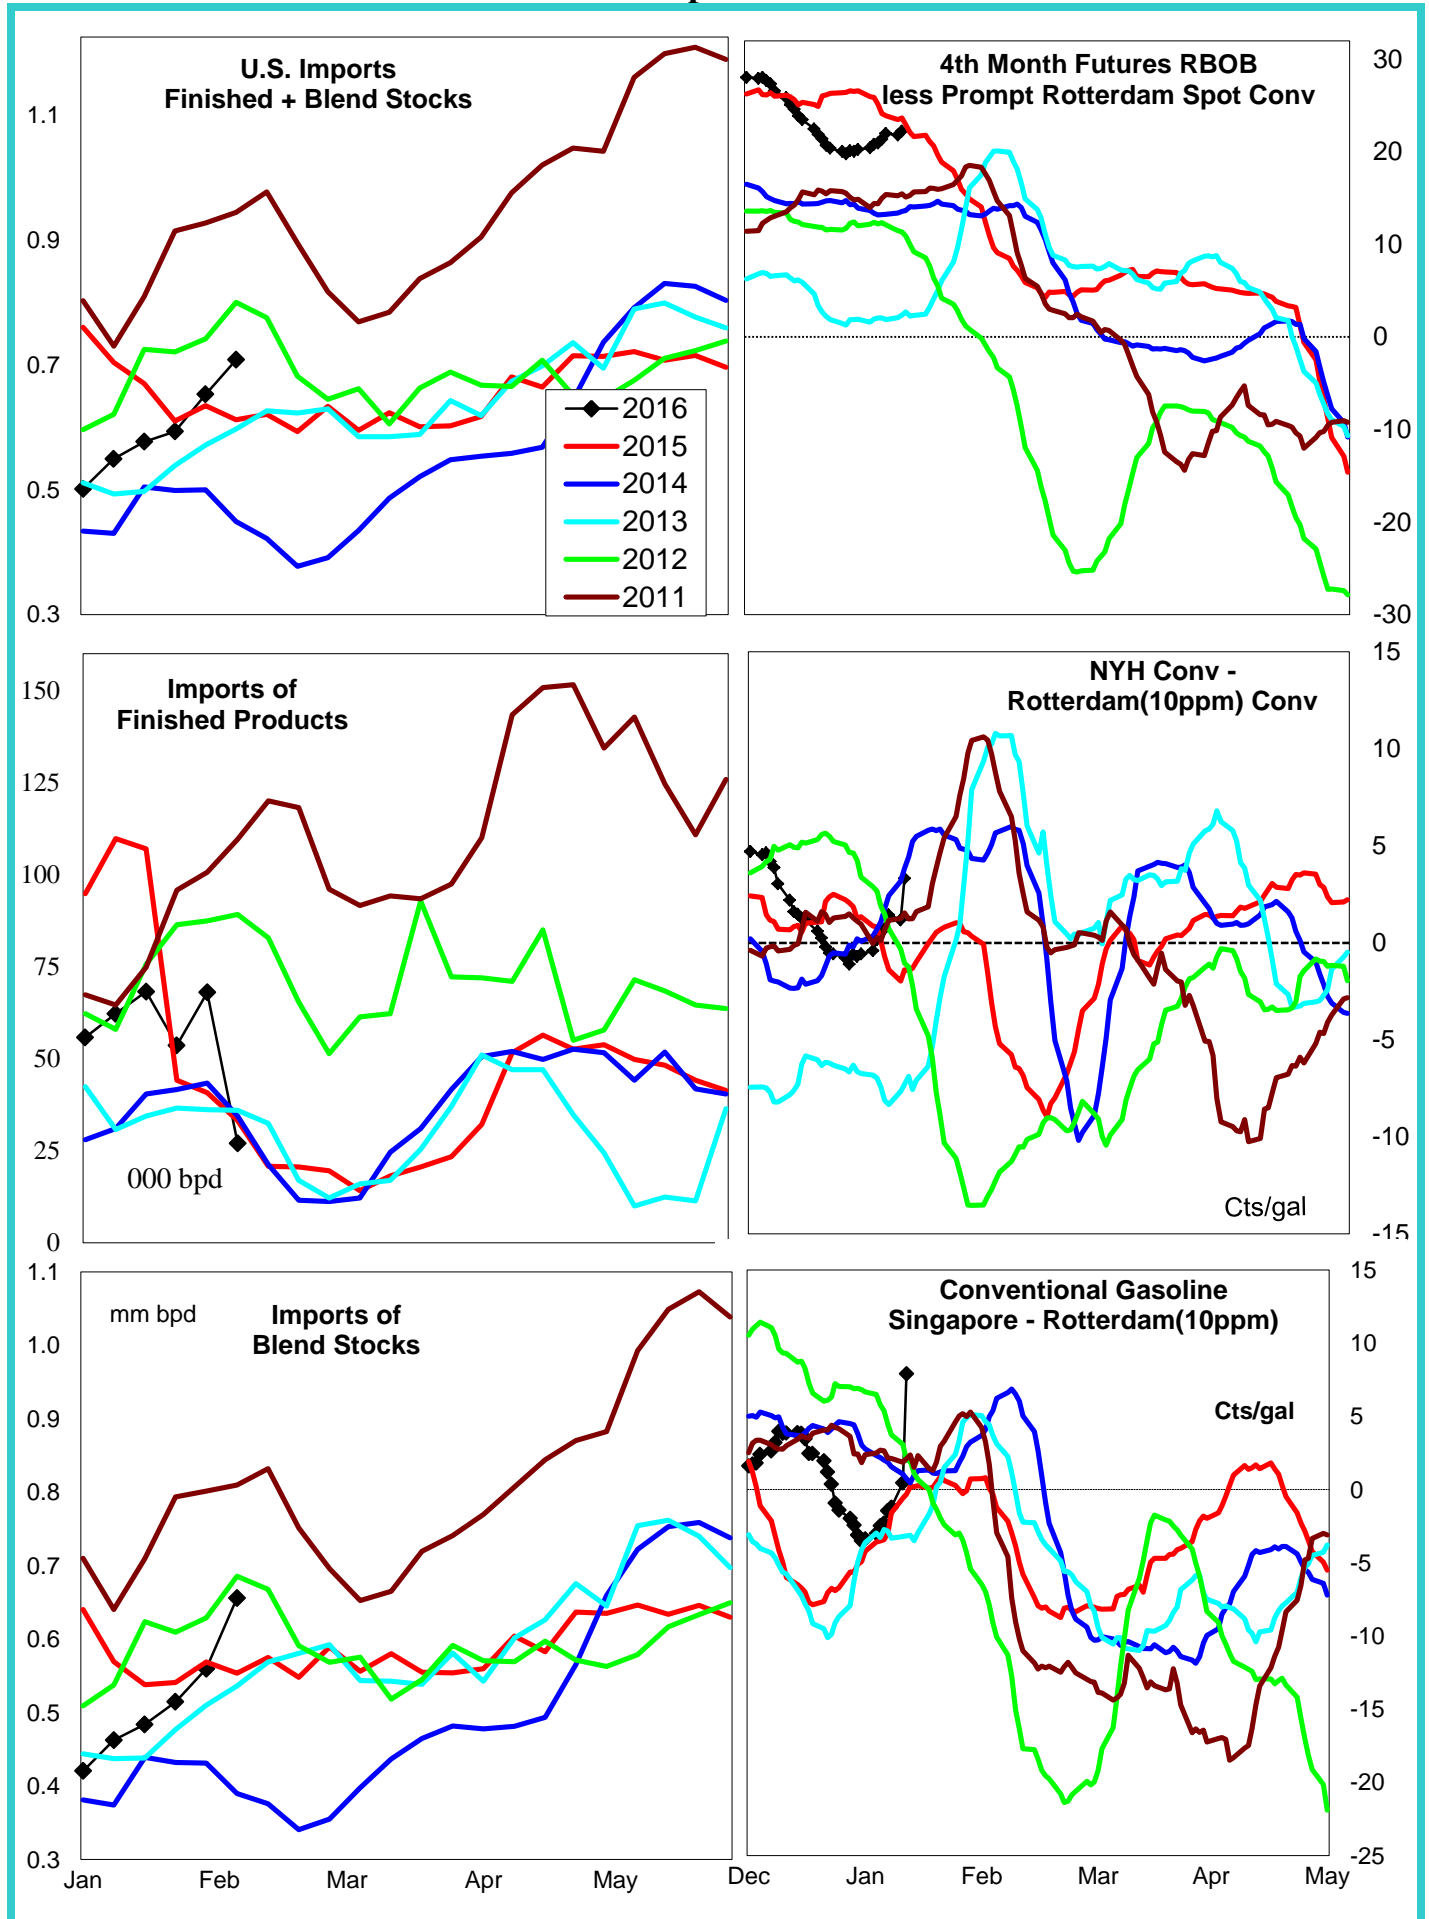 U.S. Imports
Finished + Blend Stocks
1.1
0.9
0.7
0.5
0.3
2016
2015
2014
2013
2012
2011
4th Month Futures RBOB
less Prompt Rotterdam Spot Conv
30
20
10
0
-10
-20
-30
Imports of
Finished Products
150
125
100
75
50
25
0
000 bpd
NYH Conv -
Rotterdam(10ppm) Conv
15
10
5
0
-5
-10
-15
Cts/gal
mm bpd
Imports of
Blend Stocks
1.1
1.0
0.9
0.8
0.7
0.6
0.5
0.4
0.3
Jan Feb Mar Apr May
Conventional Gasoline
Singapore - Rotterdam(10ppm)
Cts/gal
15
10
5
0
-5
-10
-15
-20
-25
Dec Jan Feb Mar Apr May